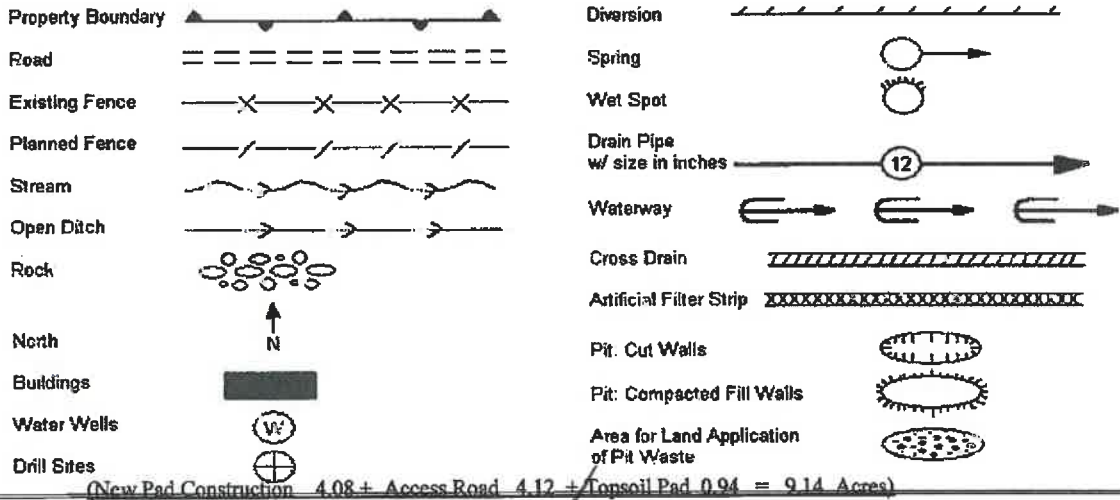 Property Boundary
Road
Existing Fence
Planned Fence
Stream
Open Ditch
Rock
North
N
Buildings
Water Wells
W
Drill Sites
Diversion
Spring
Wet Spot
Drain Pipe
w/ size in inches
12
Waterway
Cross Drain
Artificial Filter Strip
Pit: Cut Walls
Pit: Compacted Fill Walls
Area for Land Application
of Pit Waste
(New Pad Construction 4.08 + Access Road 4.12 + Topsoil Pad 0.94 = 9.14 Acres)